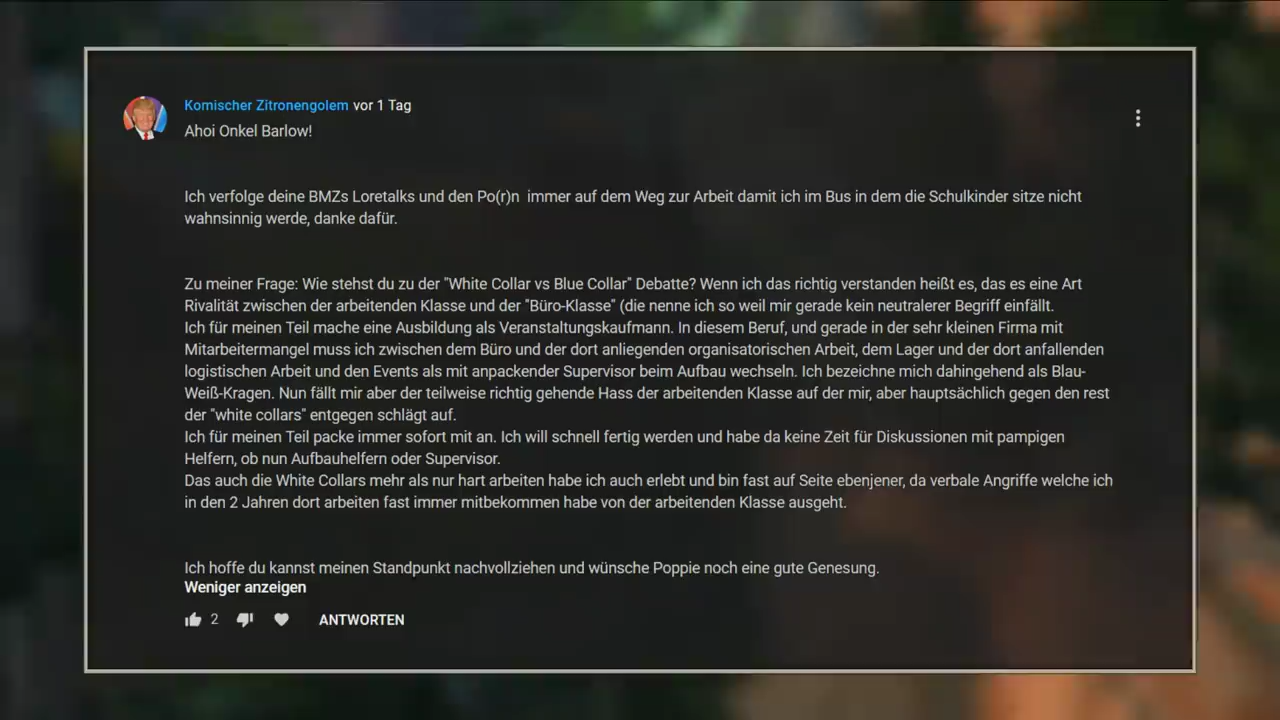 Komischer Zitronengolem vor 1 Tag
Ahoi Onkel Barlow!
Ich verfolge deine BMZs Loretalks und den Po(r)n immer auf dem Weg zur Arbeit damit ich im Bus in dem die Schulkinder sitze nicht
wahnsinnig werde, danke dafür.
Zu meiner Frage: Wie stehst du zu der "White Collar vs Blue Collar" Debatte? Wenn ich das richtig verstanden heißt es, das es eine Art
Rivalität zwischen der arbeitenden Klasse und der "Büro-Klasse" (die nenne ich so weil mir gerade kein neutralerer Begriff einfällt.
Ich für meinen Teil mache eine Ausbildung als Veranstaltungskaufmann. In diesem Beruf, und gerade in der sehr kleinen Firma mit
Mitarbeitermangel muss ich zwischen dem Büro und der dort anliegenden organisatorischen Arbeit, dem Lager und der dort anfallenden
logistischen Arbeit und den Events als mit anpackender Supervisor beim Aufbau wechseln. Ich bezeichne mich dahingehend als Blau-
Weiß-Kragen. Nun fällt mir aber der teilweise richtig gehende Hass der arbeitenden Klasse auf der mir, aber hauptsächlich gegen den rest
der "white collars" entgegen schlägt auf.
Ich für meinen Teil packe immer sofort mit an. Ich will schnell fertig werden und habe da keine Zeit für Diskussionen mit pampigen
Helfern, ob nun Aufbauhelfern oder Supervisor.
Das auch die White Collars mehr als nur hart arbeiten habe ich auch erlebt und bin fast auf Seite ebenjener, da verbale Angriffe welche ich
in den 2 Jahren dort arbeiten fast immer mitbekommen habe von der arbeitenden Klasse ausgeht.
Ich hoffe du kannst meinen Standpunkt nachvollziehen und wünsche Poppie noch eine gute Genesung.
Weniger anzeigen
2 ANTWORTEN